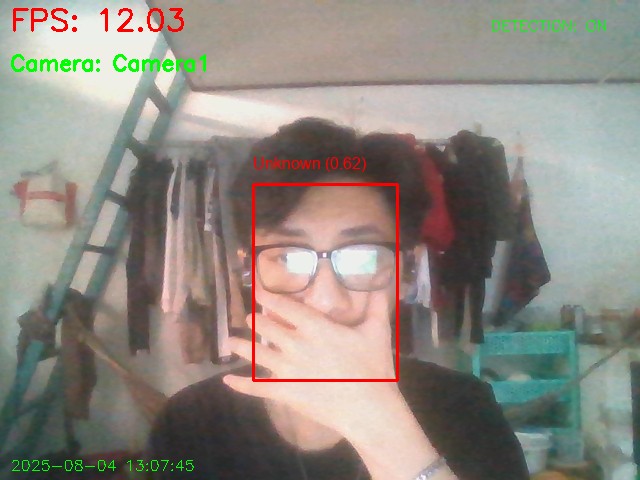 FPS: 12.03
DETECTION: ON
Camera: Camera1
Unknown (0.62)
2025-08-04 13:07:45